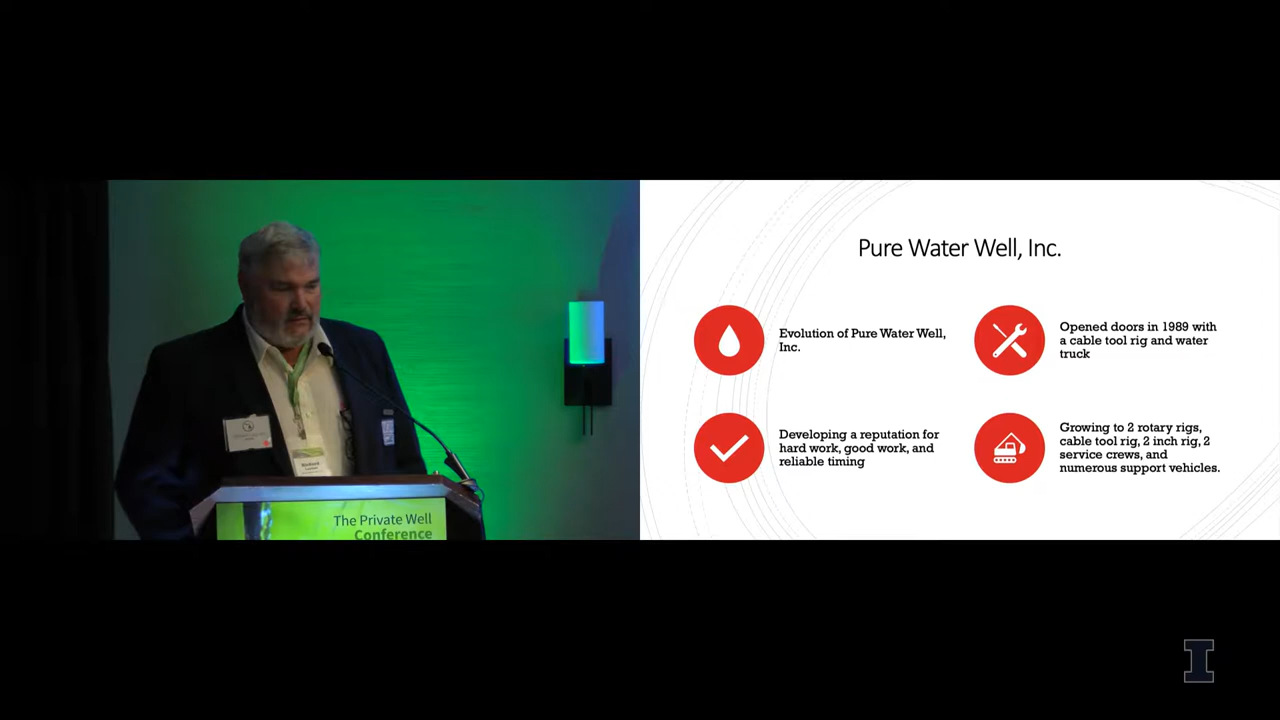 The Private Well
Conference
Pure Water Well, Inc.
Evolution of Pure Water Well,
Inc.
Opened doors in 1989 with
a cable tool rig and water
truck
Developing a reputation for
hard work, good work, and
reliable timing
Growing to 2 rotary rigs,
cable tool rig, 2 inch rig, 2
service crews, and
numerous support vehicles.
I